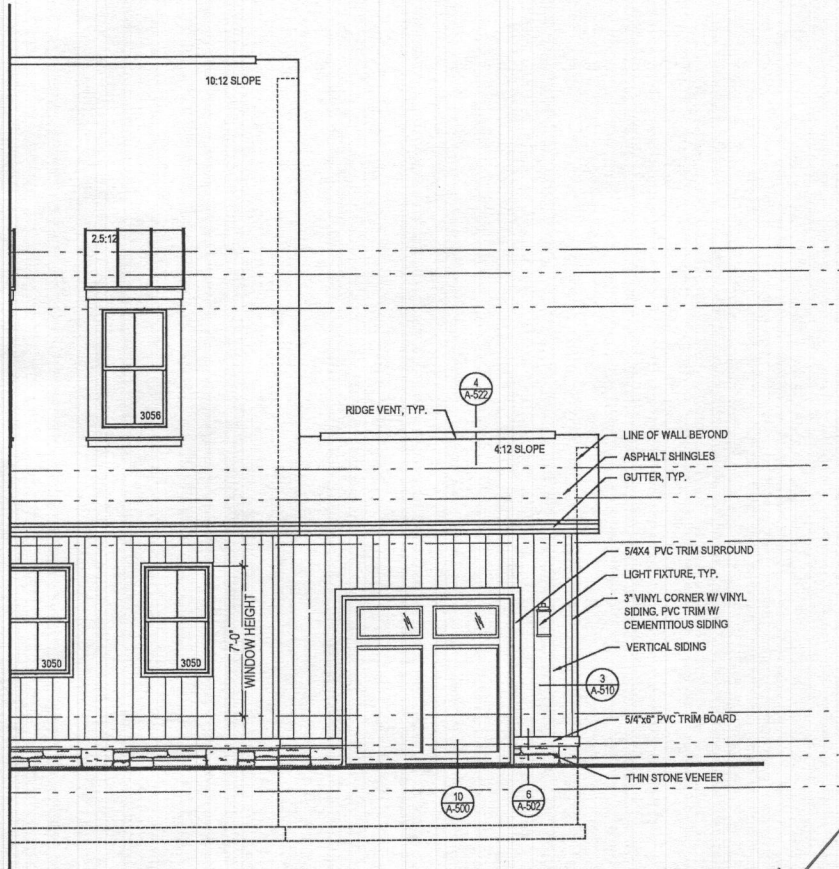 10:12 SLOPE
2.5:12
3056
4
A-522
RIDGE VENT, TYP.
4:12 SLOPE
LINE OF WALL BEYOND
ASPHALT SHINGLES
GUTTER, TYP.
5/4X4 PVC TRIM SURROUND
LIGHT FIXTURE, TYP.
3" VINYL CORNER W/ VINYL
SIDING. PVC TRIM W/
CEMENTITIOUS SIDING
7'-0"
WINDOW HEIGHT
3050
3050
VERTICAL SIDING
3
A-510
5/4"x6" PVC TRIM BOARD
THIN STONE VENEER
10
A-500
6
A-502